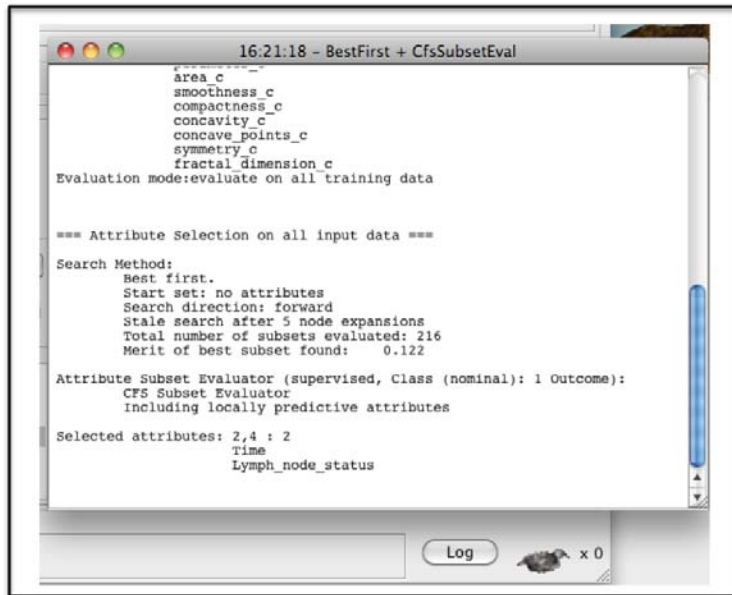 16:21:18 – BestFirst + CfsSubsetEval
area_c
smoothness_c
compactness_c
concavity_c
concave_points_c
symmetry_c
fractal_dimension_c
Evaluation mode:evaluate on all training data
=== Attribute Selection on all input data ===
Search Method:
Best first.
Start set: no attributes
Search direction: forward
Stale search after 5 node expansions
Total number of subsets evaluated: 216
Merit of best subset found: 0.122
Attribute Subset Evaluator (supervised, Class (nominal): 1 Outcome):
CFS Subset Evaluator
Including locally predictive attributes
Selected attributes: 2,4 : 2
Time
Lymph_node_status
Log
x 0